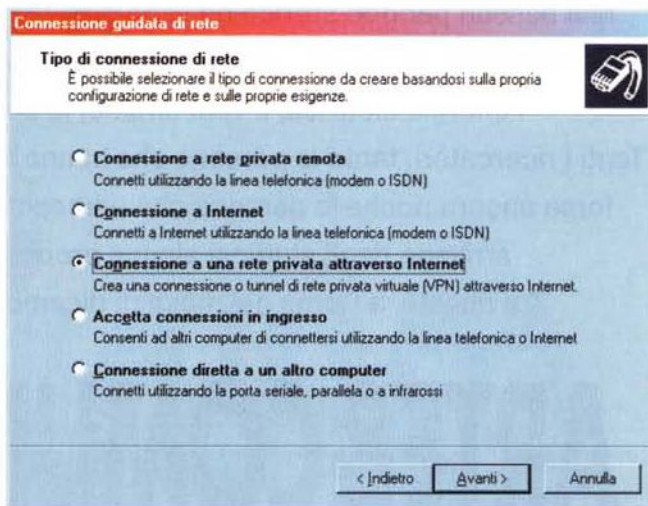 Connessione guidata di rete
Tipo di connessione di rete
È possibile selezionare il tipo di connessione da creare basandosi sulla propria
configurazione di rete e sulle proprie esigenze.
Connessione a rete privata remota
Connetti utilizzando la linea telefonica (modem o ISDN)
Connessione a Internet
Connetti a Internet utilizzando la linea telefonica (modem o ISDN)
Connessione a una rete privata attraverso Internet
Crea una connessione o tunnel di rete privata virtuale (VPN) attraverso Internet.
Accetta connessioni in ingresso
Consenti ad altri computer di connettersi utilizzando la linea telefonica o Internet
Connessione diretta a un altro computer
Connetti utilizzando la porta seriale, parallela o a infrarossi
< Indietro
Avanti >
Annulla